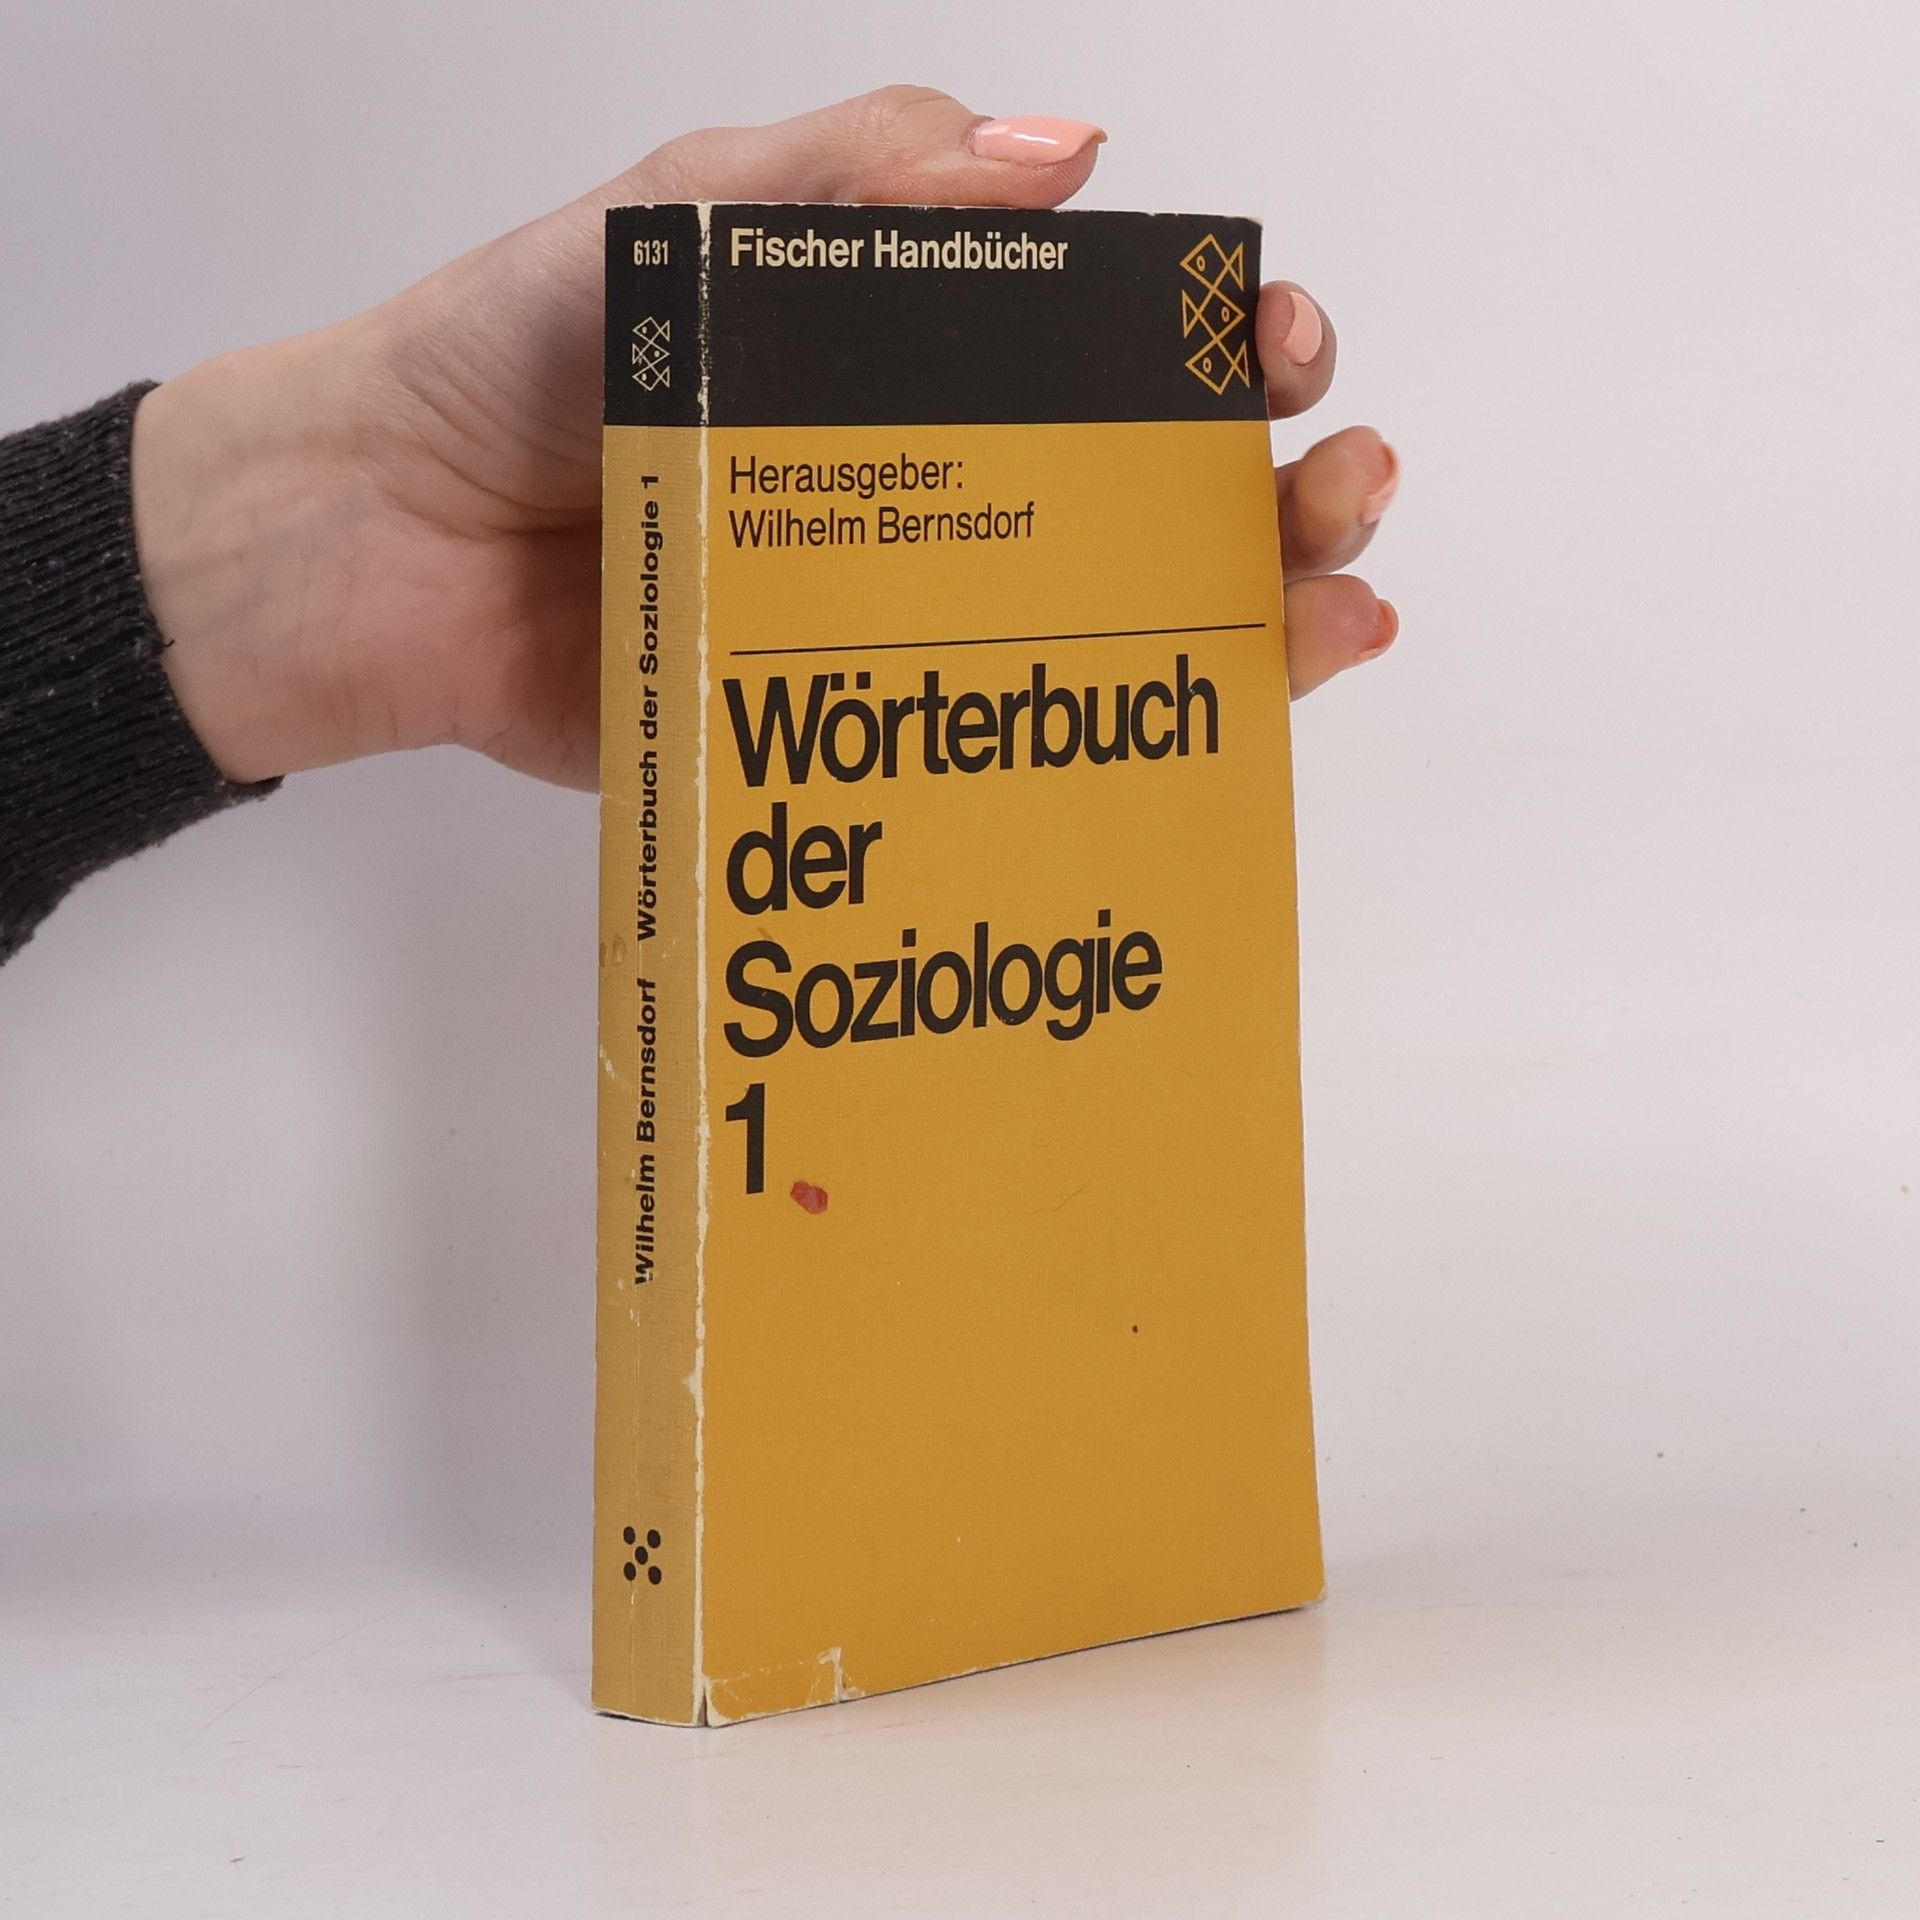 6131
Wilhelm Bernsdorf Wörterbuch der Soziologie 1
Fischer Handbücher
Herausgeber:
Wilhelm Bernsdorf
Wörterbuch
der
Soziologie
1